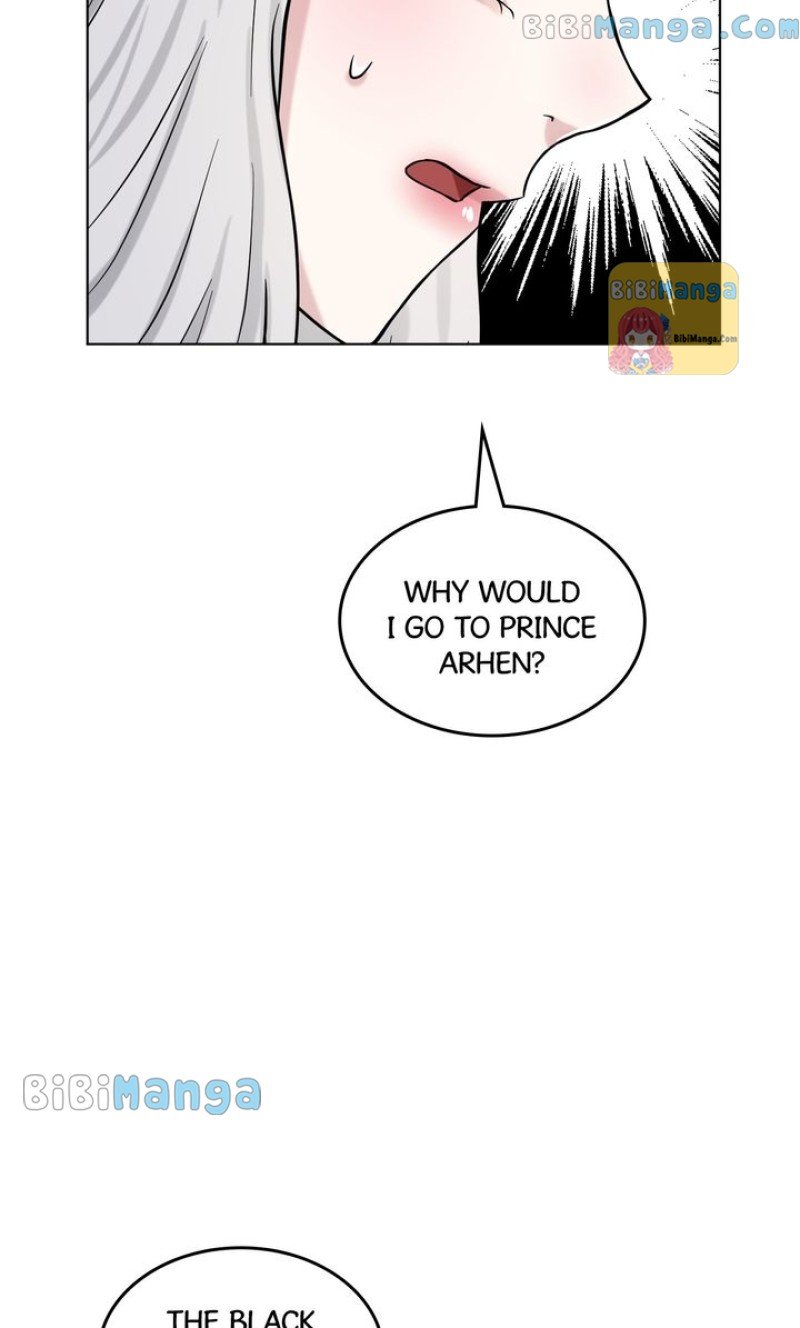 BiBiManga.Com
BiBiManga
BibiManga.Com
WHY WOULD
I GO TO PRINCE
ARHEN?
BiBiManga
THE BLACK